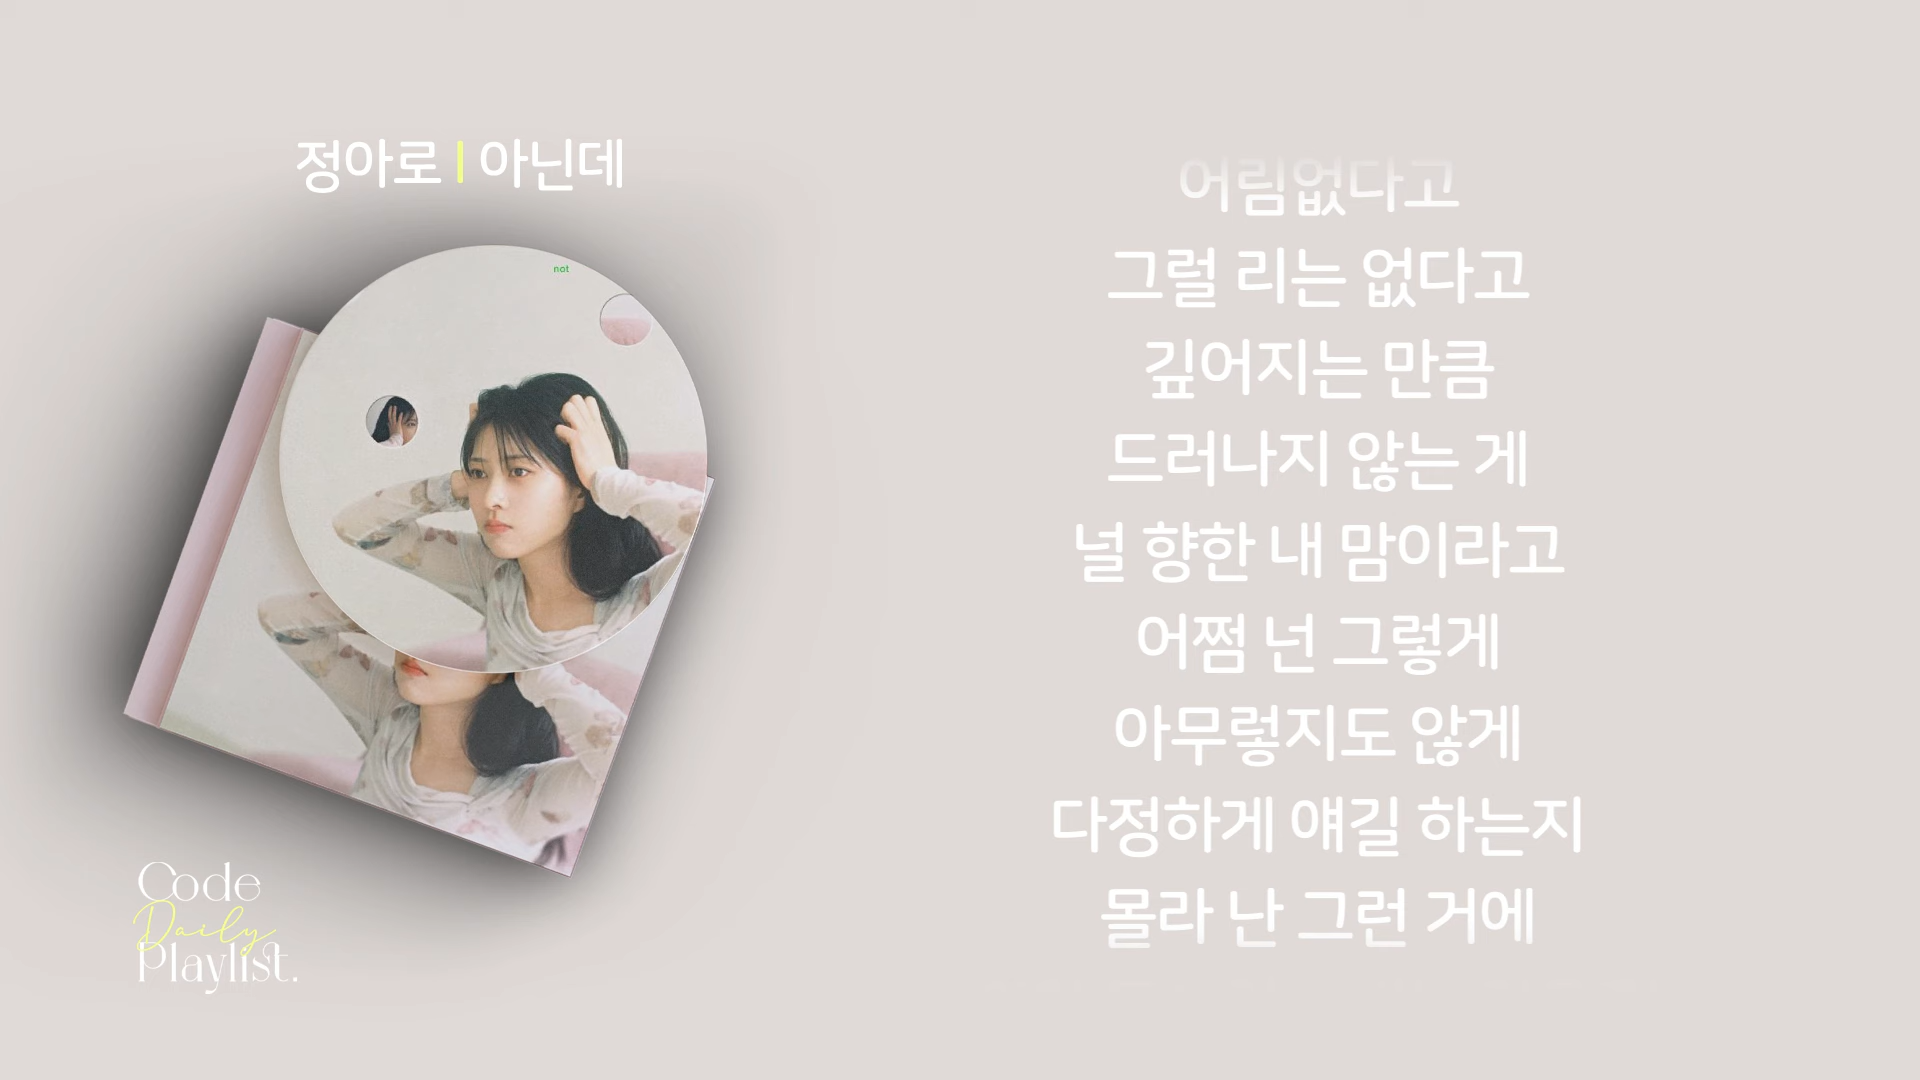 정아로 | 아닌데
not
Code
Daily
Playlist.
어림없다고
그럴 리는 없다고
깊어지는 만큼
드러나지 않는 게
널 향한 내 맘이라고
어쩜 넌 그렇게
아무렇지도 않게
다정하게 얘길 하는지
몰라 난 그런 거에